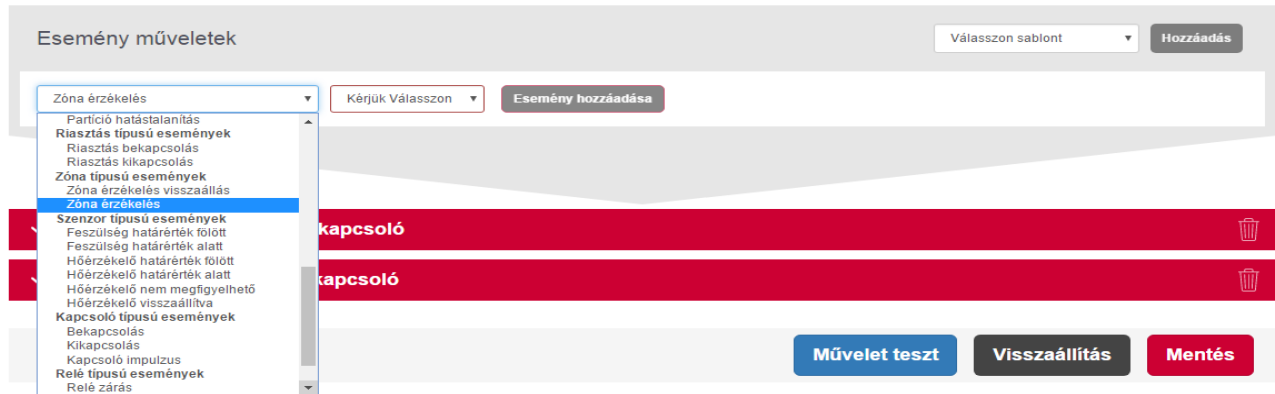 Esemény műveletek
Válasszon sablont
Hozzáadás
Zóna érzékelés
Kérjük Válasszon
Esemény hozzáadása
Partíció hatástalanítás
Riasztás típusú események
Riasztás bekapcsolás
Riasztás kikapcsolás
Zóna típusú események
Zóna érzékelés visszaállás
Zóna érzékelés
Szenzor típusú események
Feszülség határérték fölött
Feszülség határérték alatt
Hőérzékelő határérték fölött
Hőérzékelő határérték alatt
Hőérzékelő nem megfigyelhető
Hőérzékelő visszaállítva
Kapcsoló típusú események
Bekapcsolás
Kikapcsolás
Kapcsoló impulzus
Relé típusú események
Relé zárás
kapcsoló
kapcsoló
Művelet teszt
Visszaállítás
Mentés